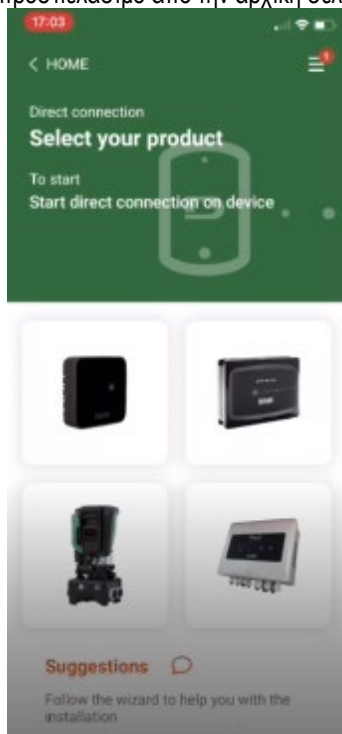 17:03
< HOME
1
Direct connection
Select your product
To start
Start direct connection on device
Suggestions
Follow the wizard to help you with the
installation